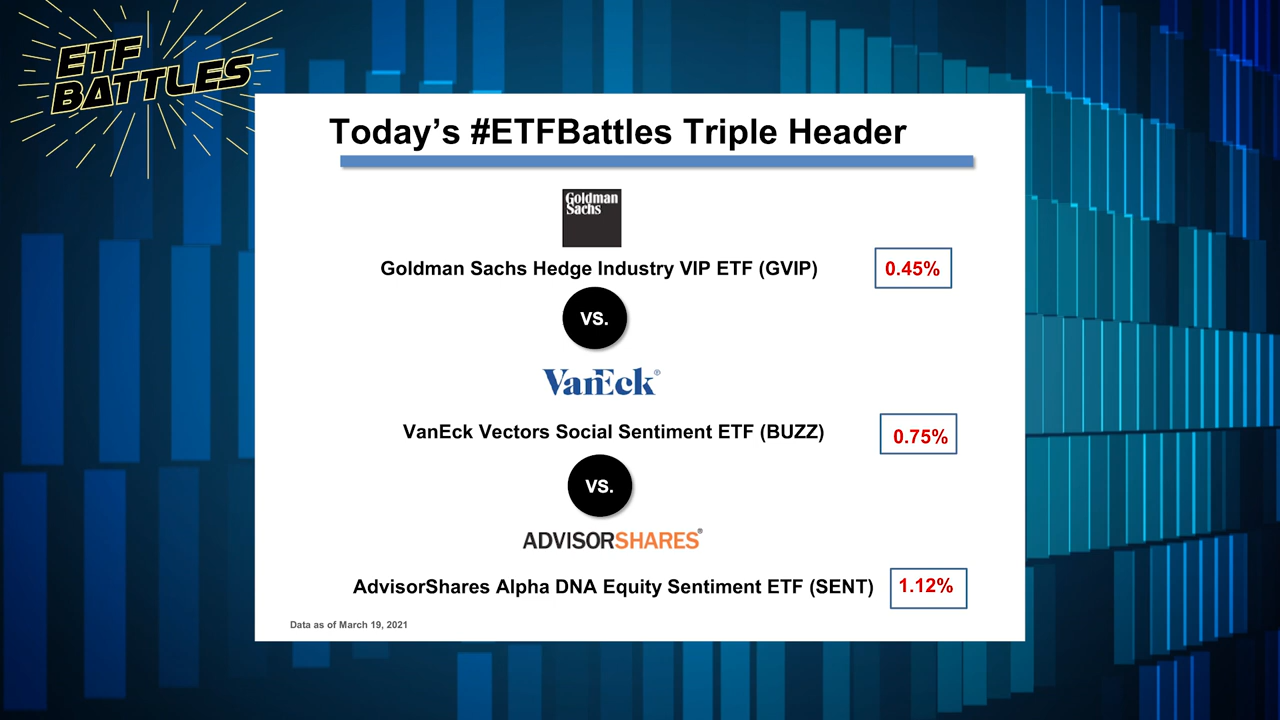 ETF
BATTLES
Today's #ETFBattles Triple Header
Goldman
Sachs
Goldman Sachs Hedge Industry VIP ETF (GVIP) 0.45%
VS.
VanEck®
VanEck Vectors Social Sentiment ETF (BUZZ) 0.75%
VS.
ADVISORSHARES®
AdvisorShares Alpha DNA Equity Sentiment ETF (SENT) 1.12%
Data as of March 19, 2021